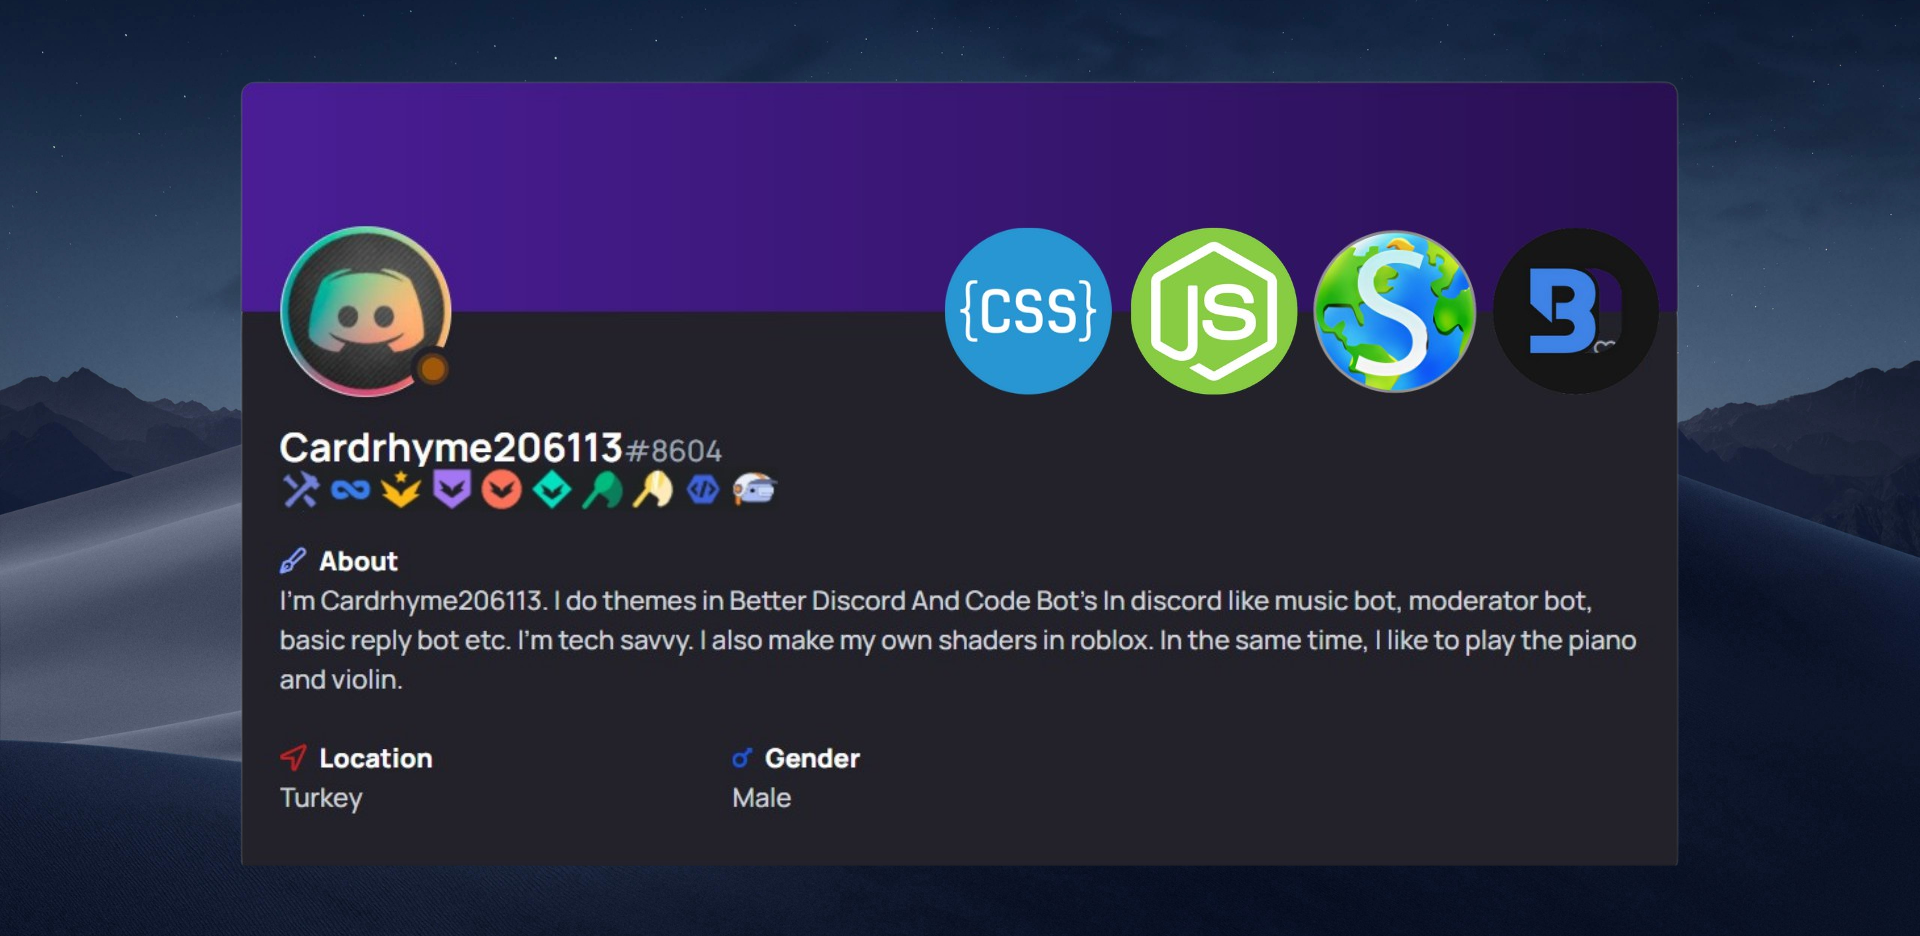 {CSS}
JS
S
B
Cardrhyme206113#8604
</>
About
I'm Cardrhyme206113. I do themes in Better Discord And Code Bot's In discord like music bot, moderator bot,
basic reply bot etc. I'm tech savvy. I also make my own shaders in roblox. In the same time, I like to play the piano
and violin.
Location
Gender
Turkey
Male